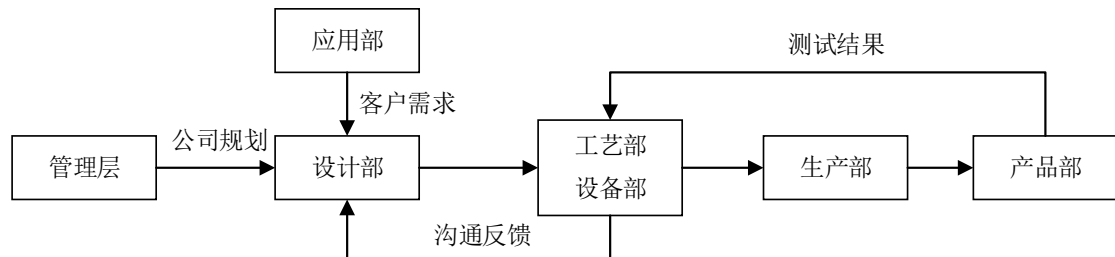 应用部
测试结果
客户需求
公司规划
管理层
设计部
工艺部
设备部
生产部
产品部
沟通反馈